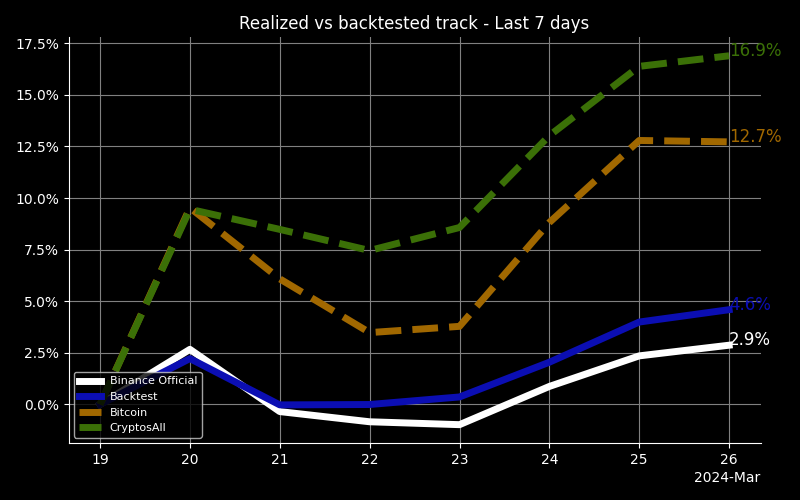 Realized vs backtested track - Last 7 days
17.5%
15.0%
12.5%
10.0%
7.5%
5.0%
2.5%
0.0%
16.9%
12.7%
4.6%
2.9%
Binance Official
Backtest
Bitcoin
CryptosAll
19 20 21 22 23 24 25 26
2024-Mar